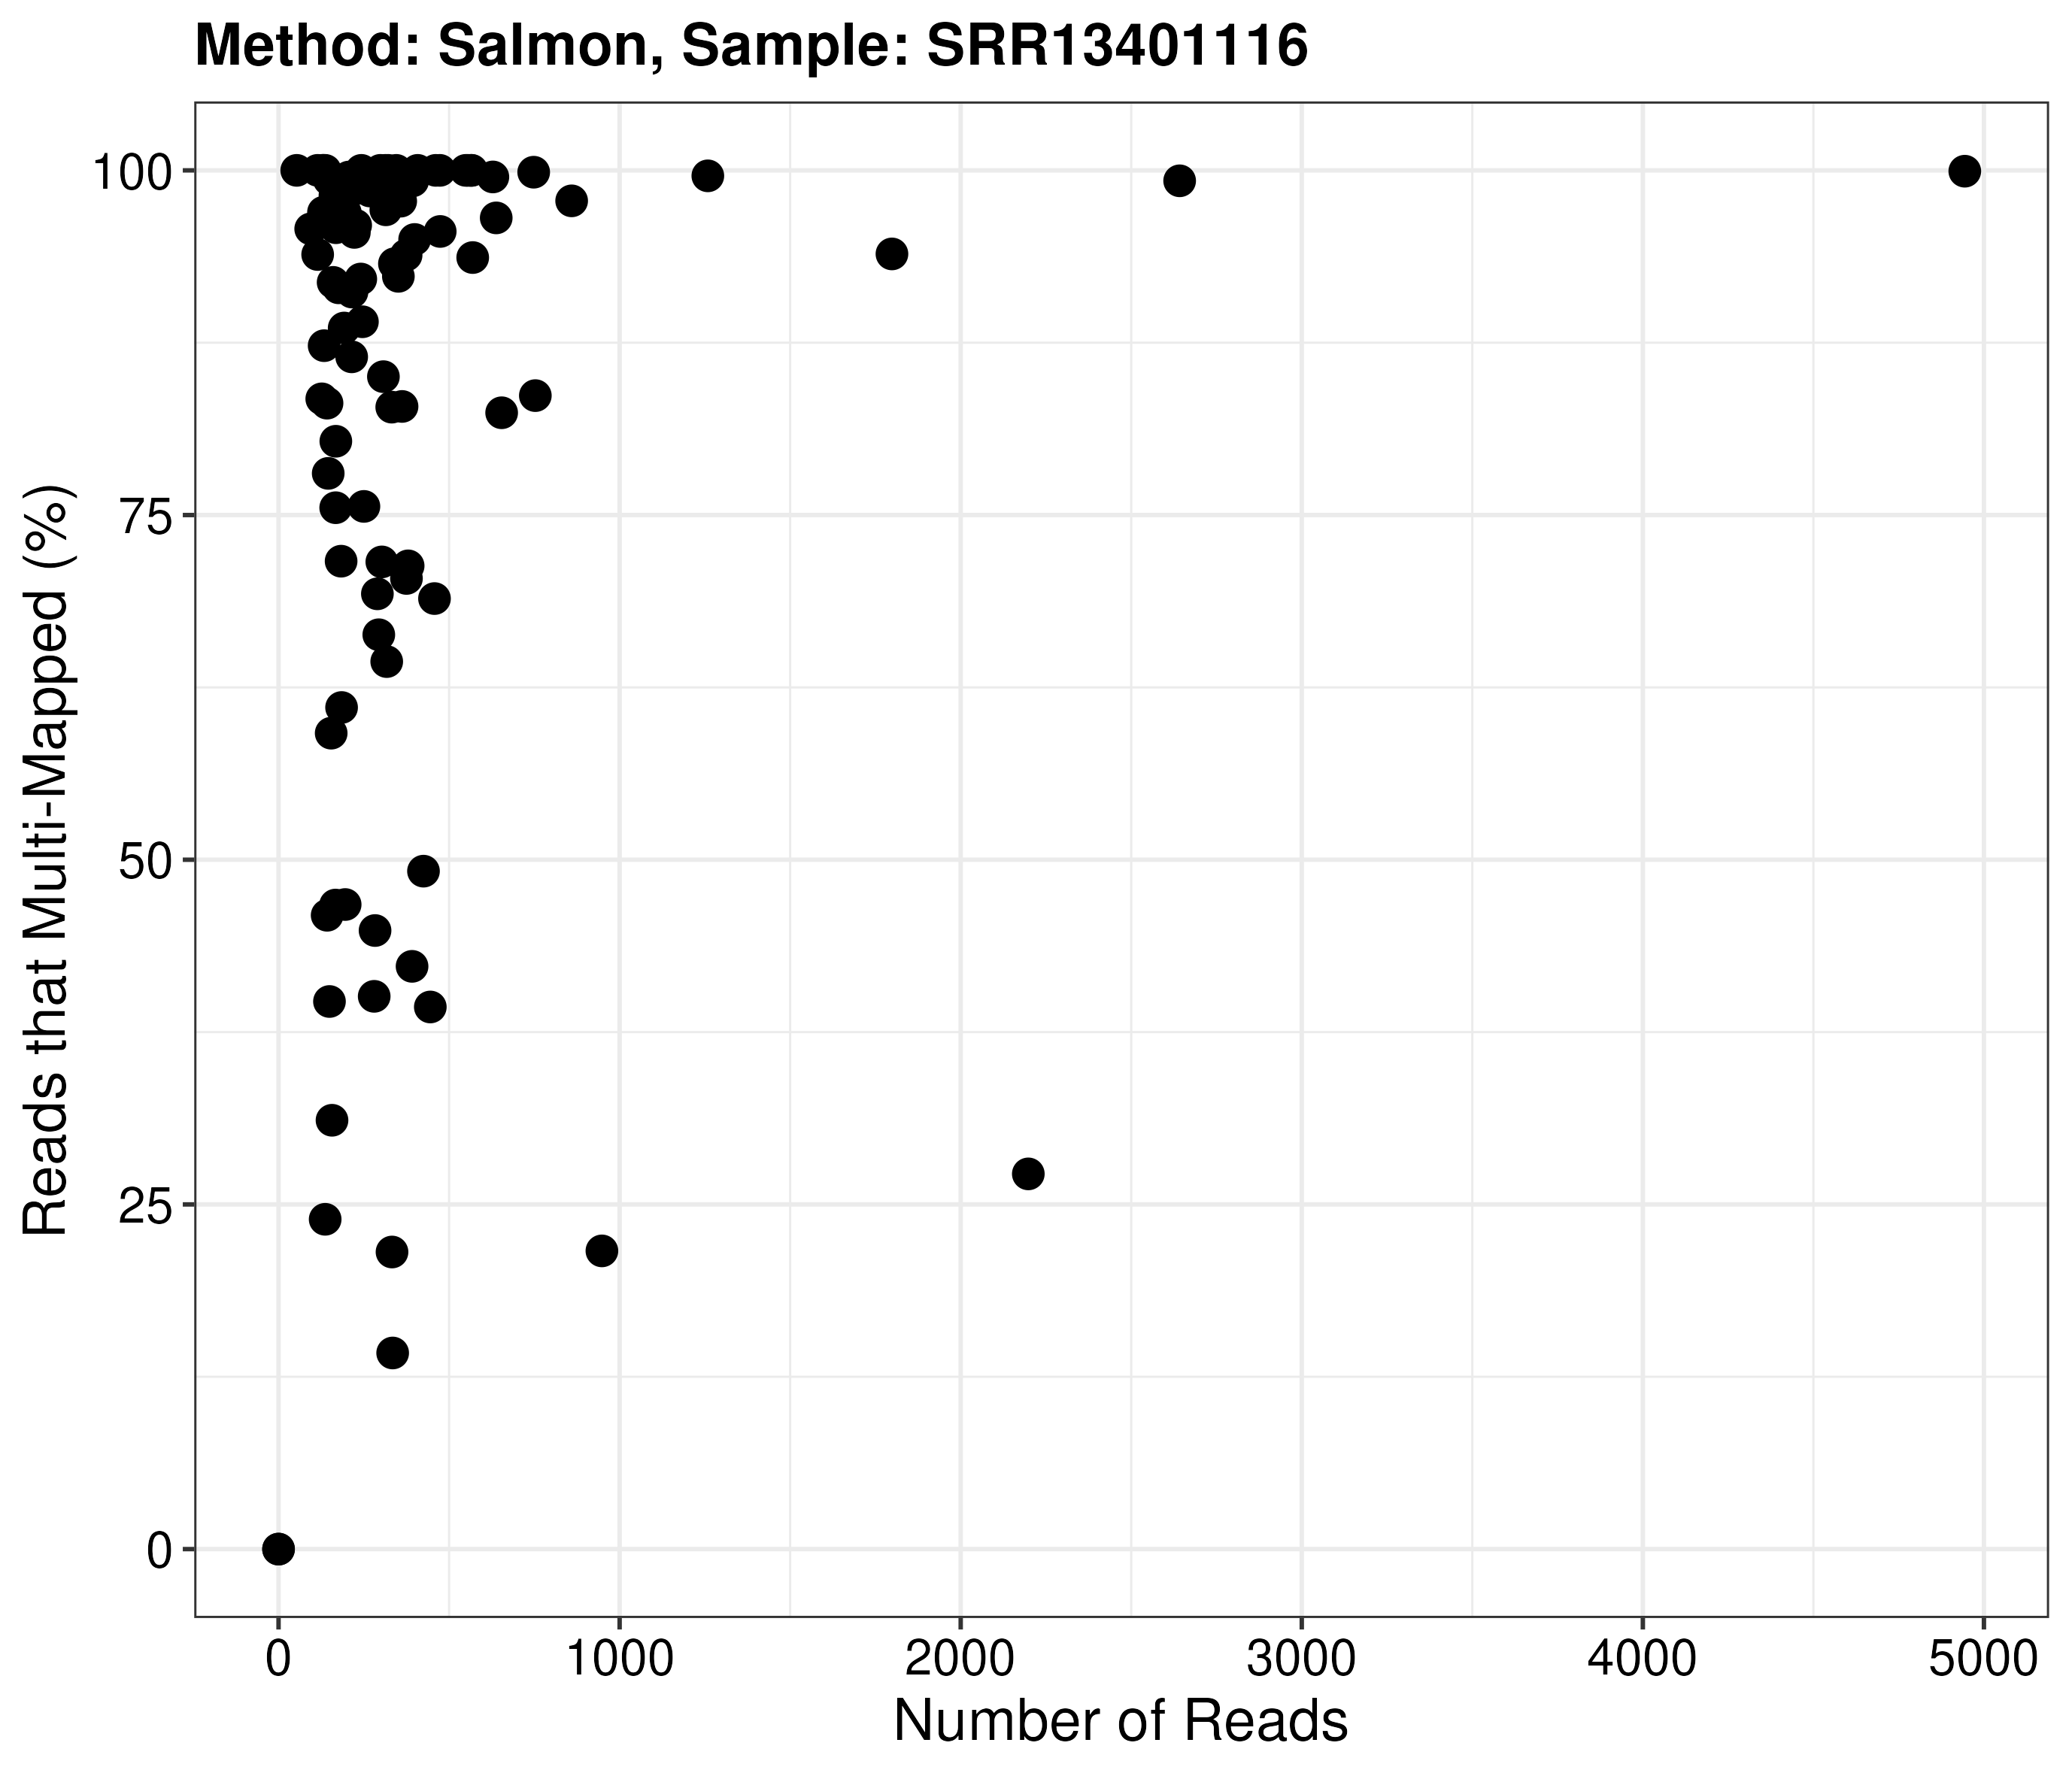 Method: Salmon, Sample: SRR13401116
Reads that Multi-Mapped (%)
100
75
50
25
0
0 1000 2000 3000 4000 5000
Number of Reads